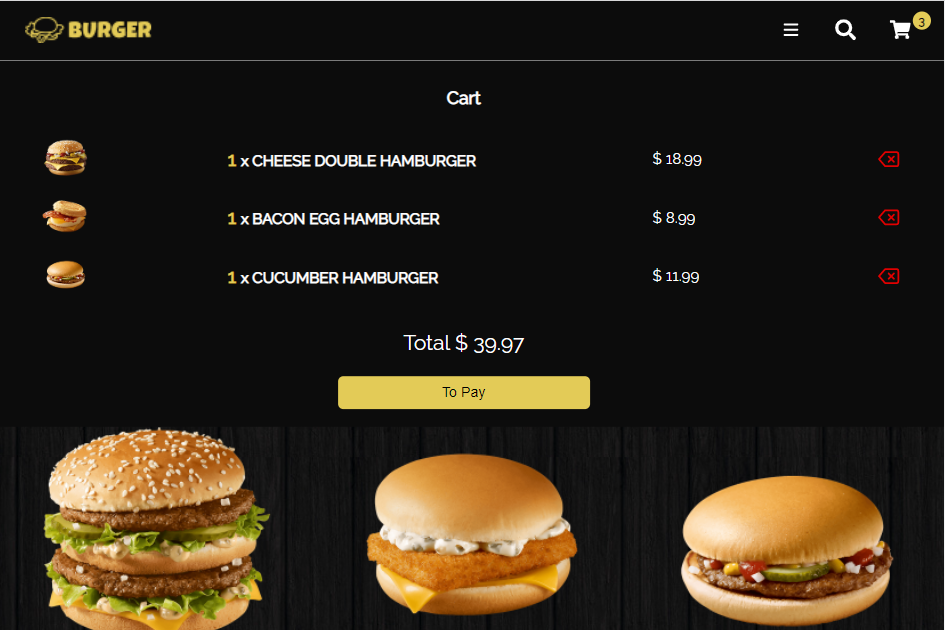 BURGER
3
Cart
1 x CHEESE DOUBLE HAMBURGER $ 18.99
1 x BACON EGG HAMBURGER $ 8.99
1 x CUCUMBER HAMBURGER $ 11.99
Total $ 39.97
To Pay